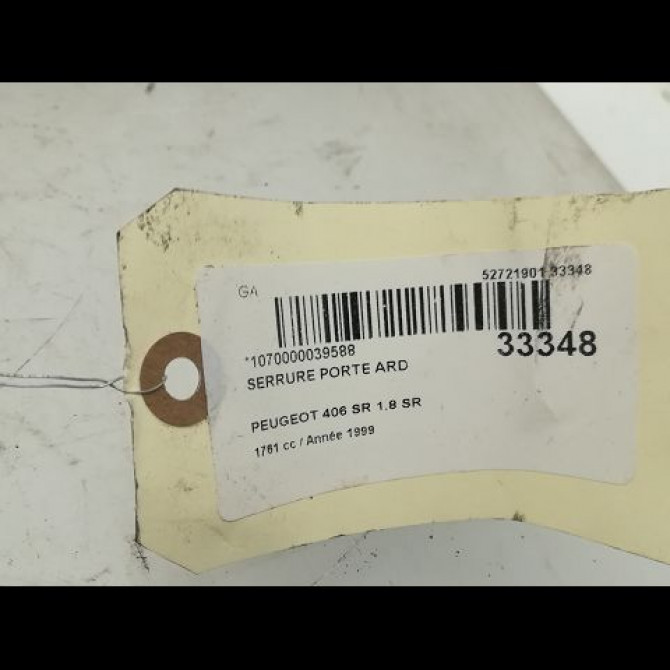 GA
52721901 33348
*1070000039588
33348
SERRURE PORTE ARD
PEUGEOT 406 SR 1.8 SR
1761 cc / Année 1999